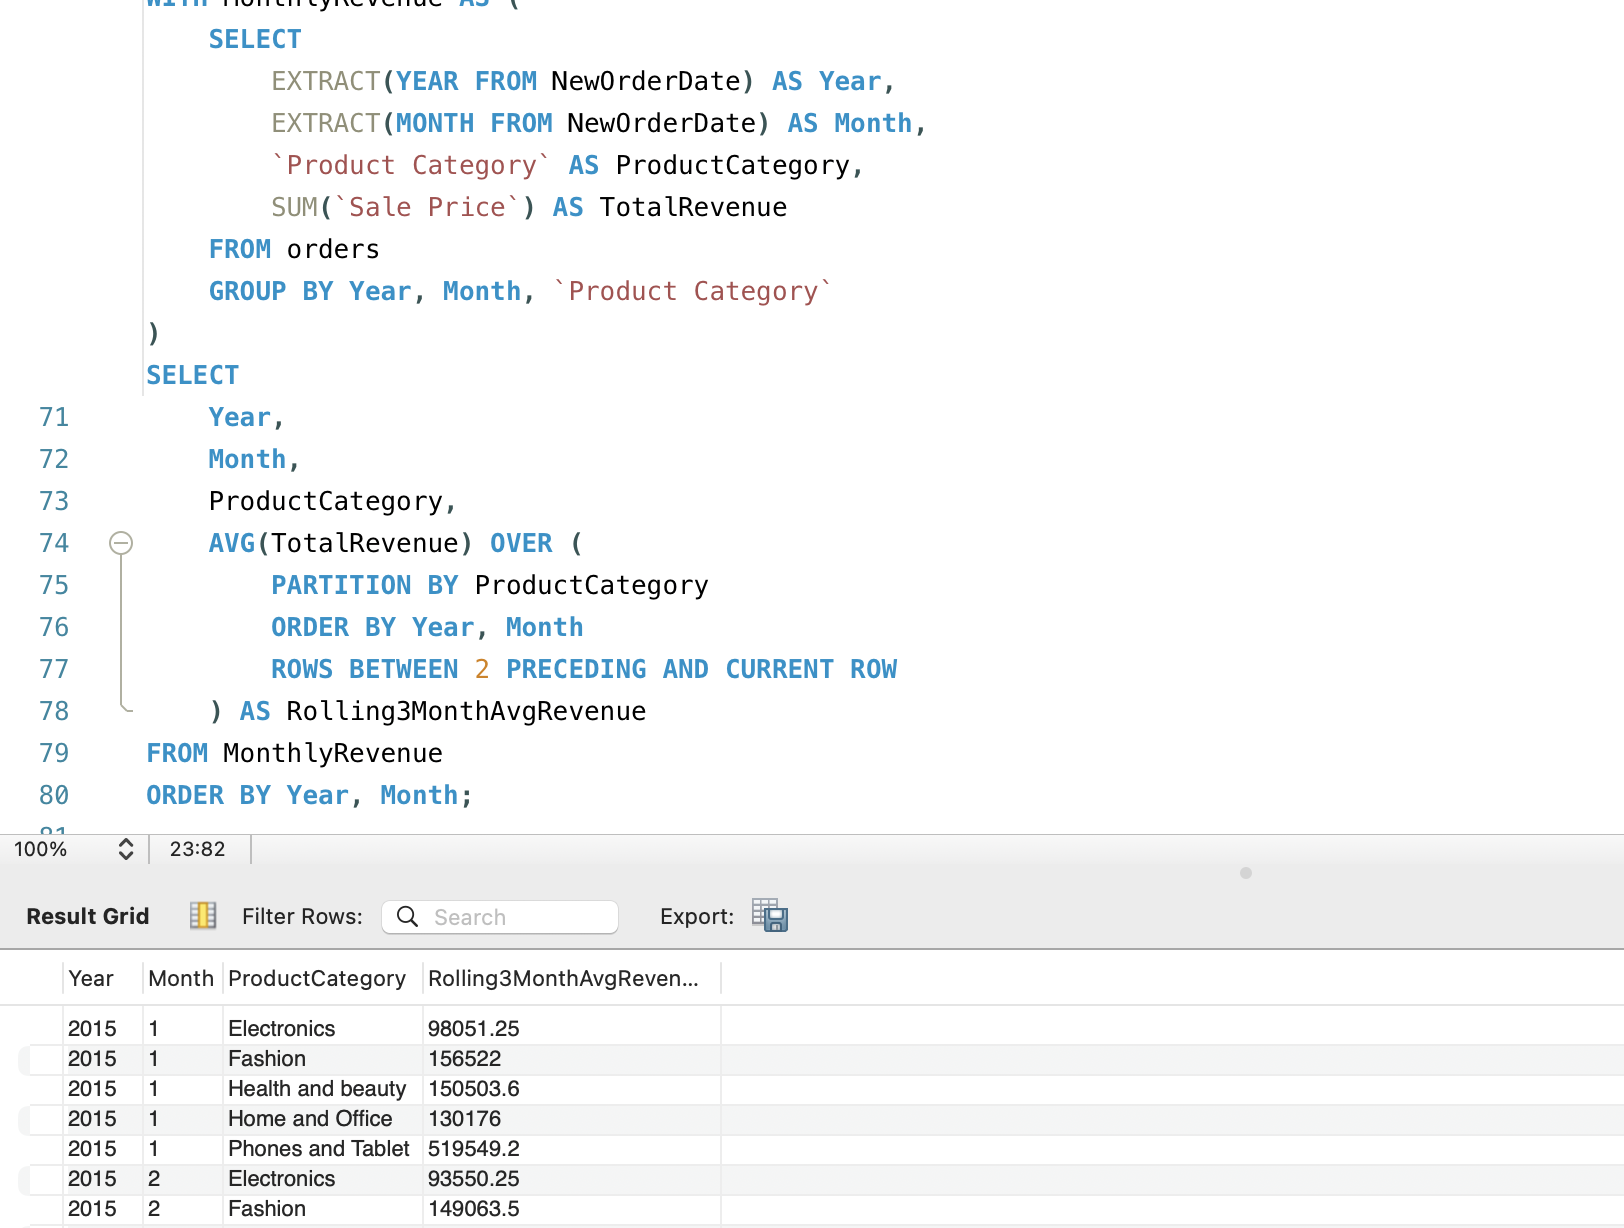 WITH MonthlyRevenue AS (
SELECT
EXTRACT(YEAR FROM NewOrderDate) AS Year,
EXTRACT(MONTH FROM NewOrderDate) AS Month,
`Product Category` AS ProductCategory,
SUM(`Sale Price`) AS TotalRevenue
FROM orders
GROUP BY Year, Month, `Product Category`
)
SELECT
71 Year,
72 Month,
73 ProductCategory,
74 AVG(TotalRevenue) OVER (
75 PARTITION BY ProductCategory
76 ORDER BY Year, Month
77 ROWS BETWEEN 2 PRECEDING AND CURRENT ROW
78 ) AS Rolling3MonthAvgRevenue
79 FROM MonthlyRevenue
80 ORDER BY Year, Month;
81
100% 23:82
Result Grid Filter Rows: Search Export:
Year Month ProductCategory Rolling3MonthAvgReven...
2015 1 Electronics 98051.25
2015 1 Fashion 156522
2015 1 Health and beauty 150503.6
2015 1 Home and Office 130176
2015 1 Phones and Tablet 519549.2
2015 2 Electronics 93550.25
2015 2 Fashion 149063.5